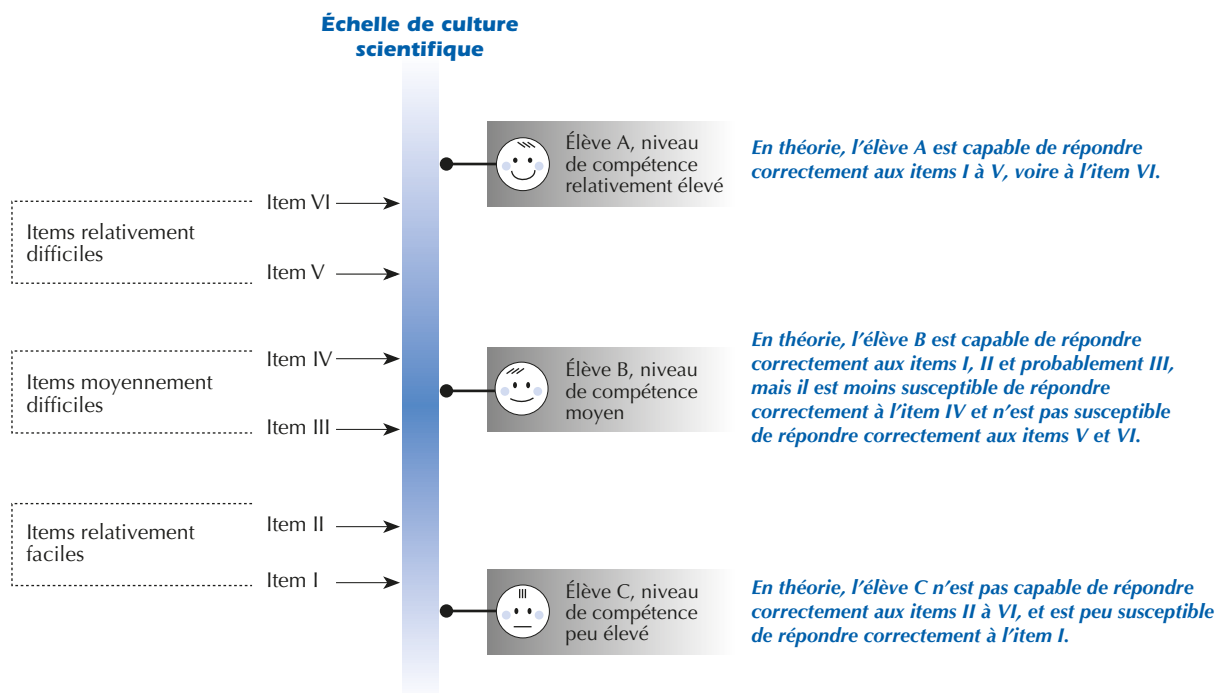 Échelle de culture
scientifique
Élève A, niveau
de compétence
relativement élevé
En théorie, l'élève A est capable de répondre
correctement aux items I à V, voire à l'item VI.
Item VI
Items relativement
difficiles
Item V
Item IV
Items moyennement
difficiles
Item III
Élève B, niveau
de compétence
moyen
En théorie, l'élève B est capable de répondre
correctement aux items I, II et probablement III,
mais il est moins susceptible de répondre
correctement à l'item IV et n'est pas susceptible
de répondre correctement aux items V et VI.
Item II
Items relativement
faciles
Item I
Élève C, niveau
de compétence
peu élevé
En théorie, l'élève C n'est pas capable de répondre
correctement aux items II à VI, et est peu susceptible
de répondre correctement à l'item I.